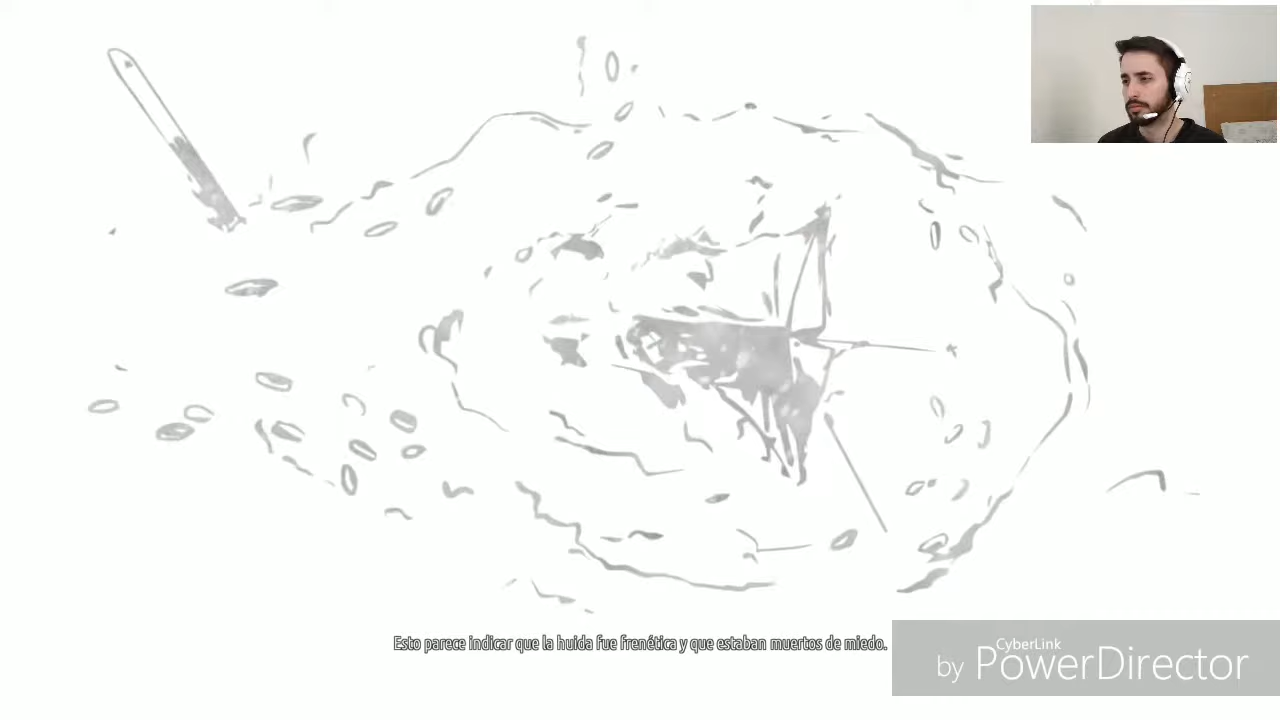 Esto parece indicar que la huida fue frenética y que estaban muertos de miedo.
CyberLink
by PowerDirector